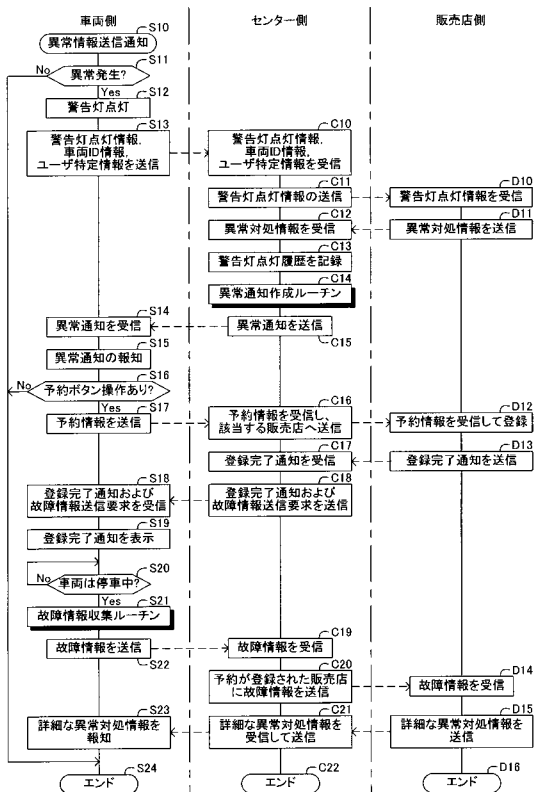 車両側
センター側
販売店側
S10
異常情報送信通知
S11
No
異常発生?
Yes
S12
警告灯点灯
S13
警告灯点灯情報,
車両ID情報,
ユーザ特定情報を送信
C10
警告灯点灯情報,
車両ID情報,
ユーザ特定情報を受信
C11
警告灯点灯情報の送信
D10
警告灯点灯情報を受信
C12
異常対処情報を受信
D11
異常対処情報を送信
C13
警告灯点灯履歴を記録
C14
異常通知作成ルーチン
S14
異常通知を受信
異常通知を送信
C15
S15
異常通知の報知
S16
No
予約ボタン操作あり?
Yes
S17
予約情報を送信
C16
予約情報を受信し,
該当する販売店へ送信
D12
予約情報を受信して登録
C17
登録完了通知を受信
D13
登録完了通知を送信
S18
登録完了通知および
故障情報送信要求を受信
C18
登録完了通知および
故障情報送信要求を送信
S19
登録完了通知を表示
S20
No
車両は停車中?
Yes
S21
故障情報収集ルーチン
故障情報を送信
S22
C19
故障情報を受信
C20
予約が登録された販売店
に故障情報を送信
D14
故障情報を受信
S23
詳細な異常対処情報を
報知
C21
詳細な異常対処情報を
受信して送信
D15
詳細な異常対処情報を
送信
S24
エンド
C22
エンド
D16
エンド